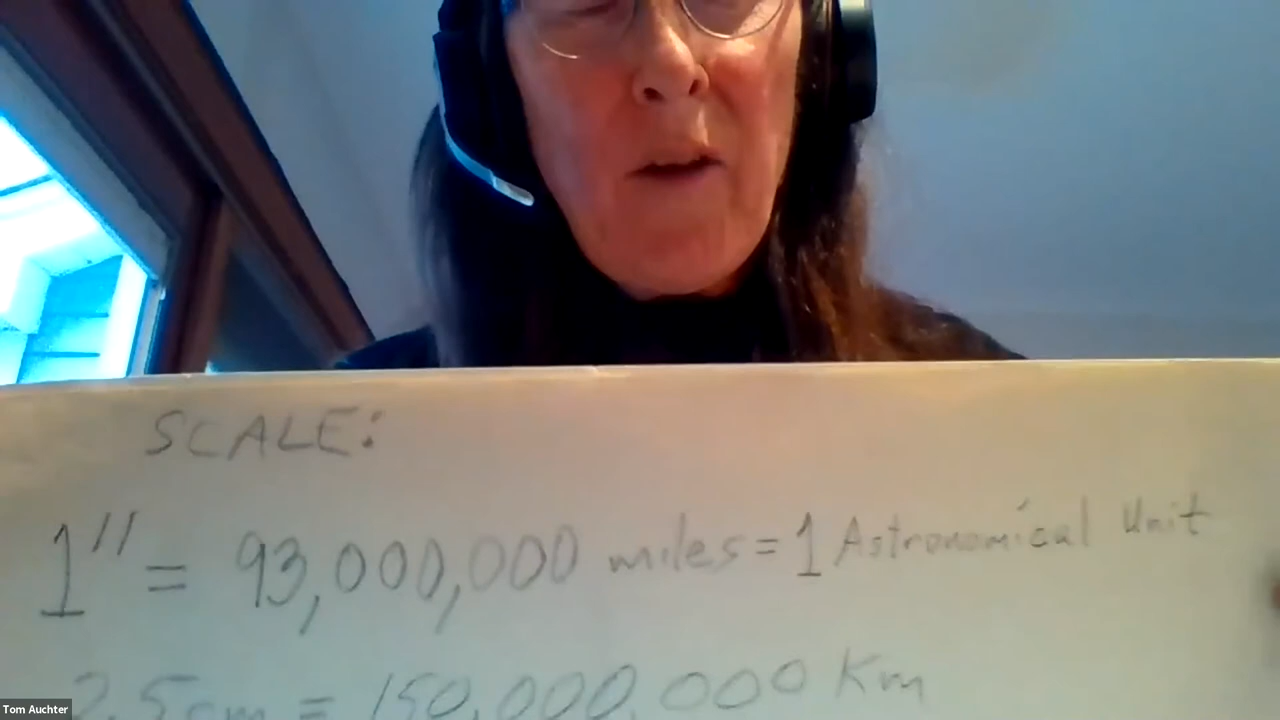 SCALE:
1" = 93,000,000 miles = 1 Astronomical Unit
2.5cm = 150,000,000 Km
Tom Auchter